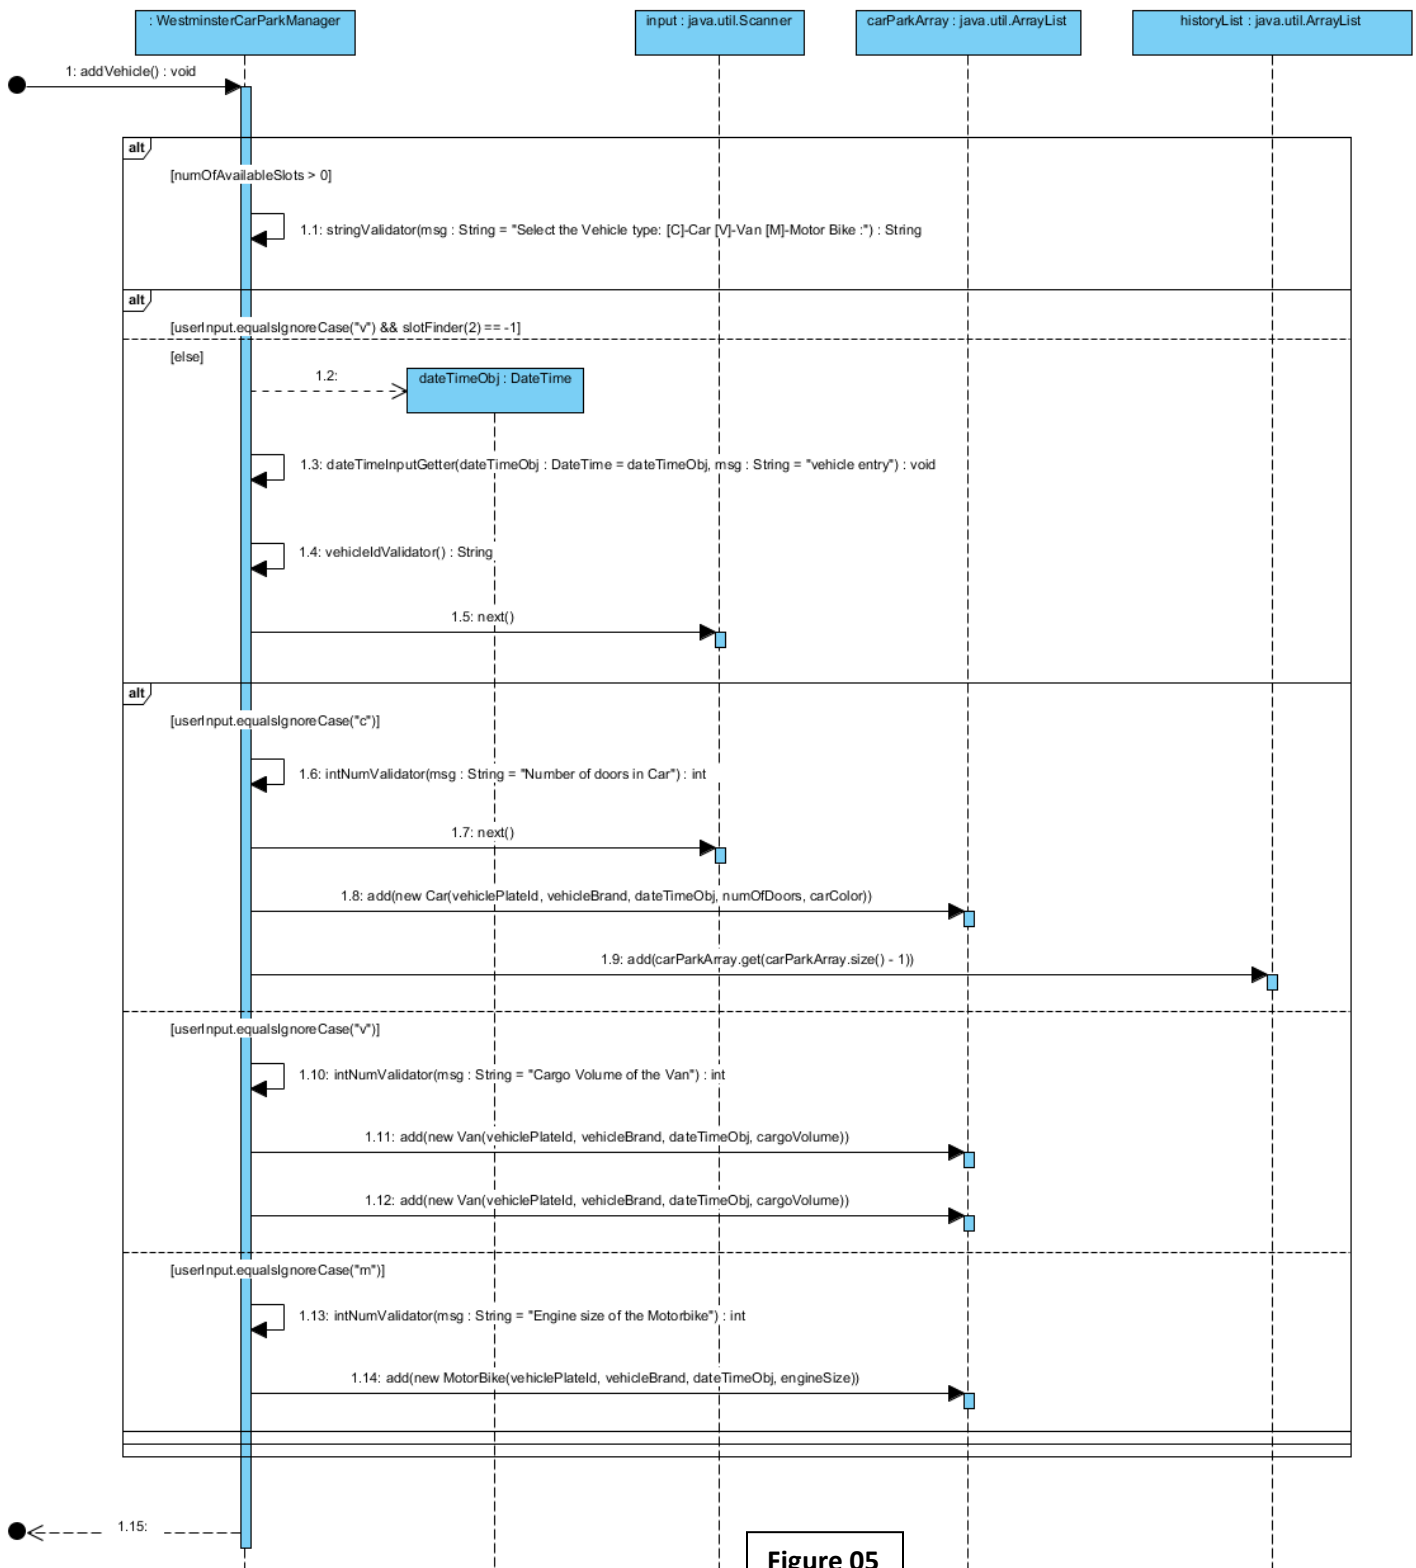 : WestminsterCarParkManager
input : java.util.Scanner
carParkArray : java.util.ArrayList
historyList : java.util.ArrayList
1: addVehicle() : void
alt
[numOfAvailableSlots > 0]
1.1: stringValidator(msg : String = "Select the Vehicle type: [C]-Car [V]-Van [M]-Motor Bike :") : String
alt
[userInput.equalsIgnoreCase("v") && slotFinder(2) == -1]
[else]
1.2:
dateTimeObj : DateTime
1.3: dateTimeInputGetter(dateTimeObj : DateTime = dateTimeObj, msg : String = "vehicle entry") : void
1.4: vehicleIdValidator() : String
1.5: next()
alt
[userInput.equalsIgnoreCase("c")]
1.6: intNumValidator(msg : String = "Number of doors in Car") : int
1.7: next()
1.8: add(new Car(vehiclePlateId, vehicleBrand, dateTimeObj, numOfDoors, carColor))
1.9: add(carParkArray.get(carParkArray.size() - 1))
[userInput.equalsIgnoreCase("v")]
1.10: intNumValidator(msg : String = "Cargo Volume of the Van") : int
1.11: add(new Van(vehiclePlateId, vehicleBrand, dateTimeObj, cargoVolume))
1.12: add(new Van(vehiclePlateId, vehicleBrand, dateTimeObj, cargoVolume))
[userInput.equalsIgnoreCase("m")]
1.13: intNumValidator(msg : String = "Engine size of the Motorbike") : int
1.14: add(new MotorBike(vehiclePlateId, vehicleBrand, dateTimeObj, engineSize))
1.15:
Figure 05